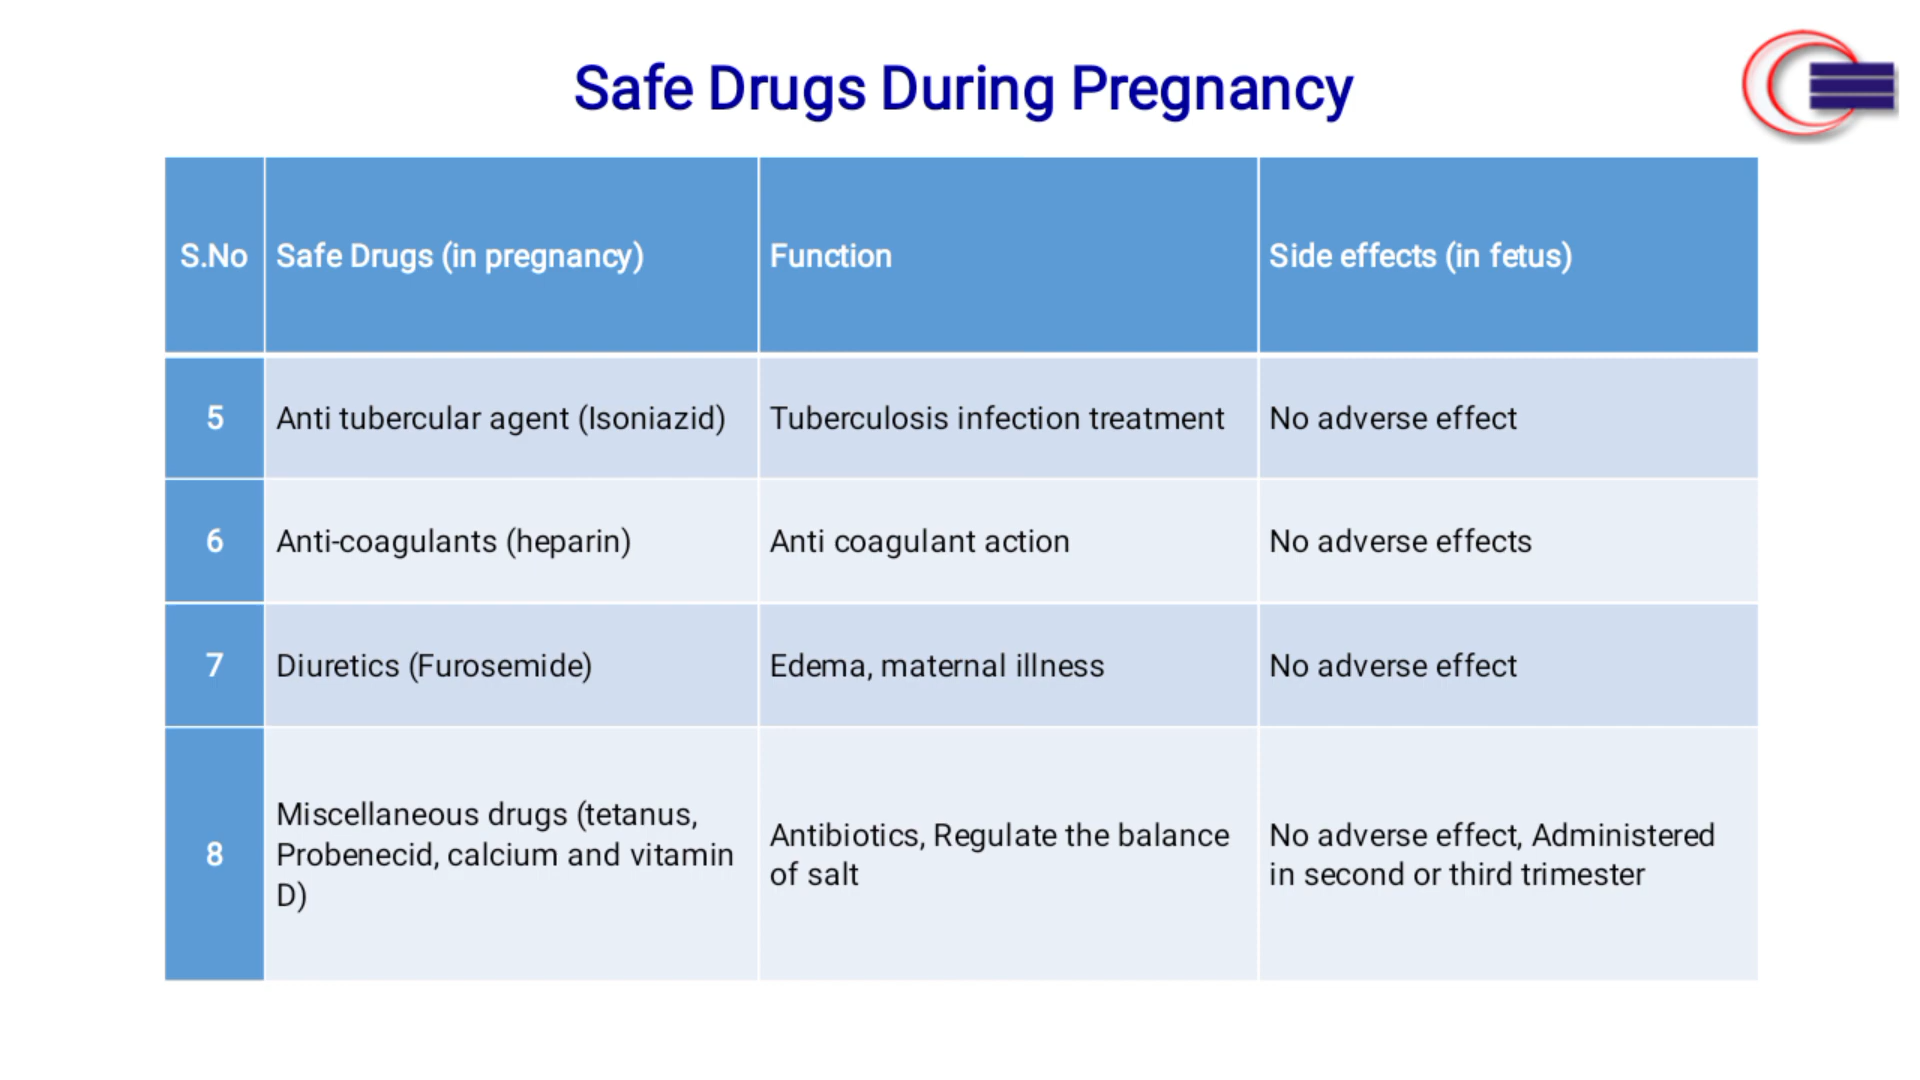 Safe Drugs During Pregnancy
S.No
Safe Drugs (in pregnancy)
Function
Side effects (in fetus)
5
Anti tubercular agent (Isoniazid)
Tuberculosis infection treatment
No adverse effect
6
Anti-coagulants (heparin)
Anti coagulant action
No adverse effects
7
Diuretics (Furosemide)
Edema, maternal illness
No adverse effect
8
Miscellaneous drugs (tetanus,
Probenecid, calcium and vitamin
D)
Antibiotics, Regulate the balance
of salt
No adverse effect, Administered
in second or third trimester